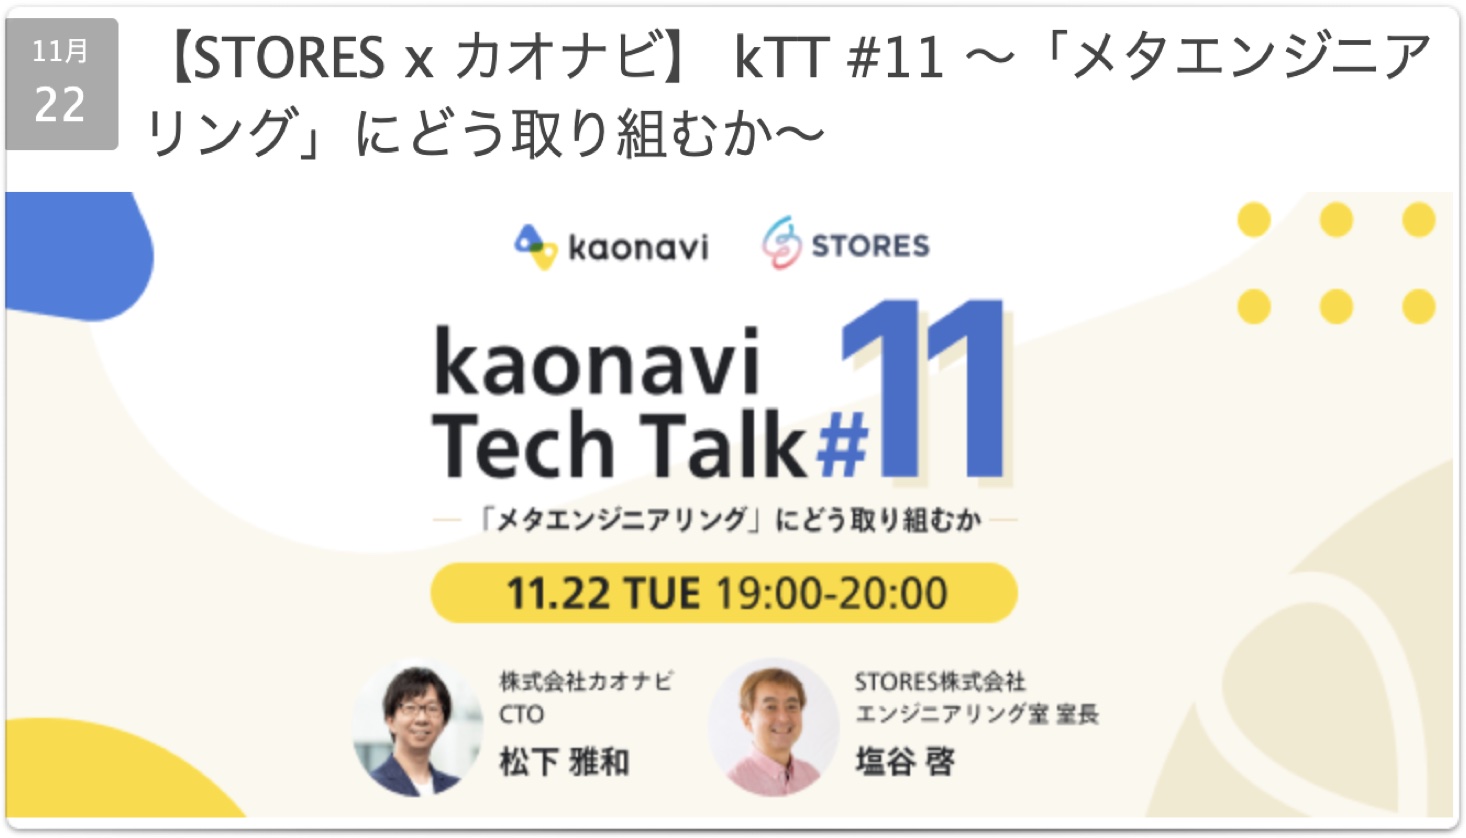 11月
22
【STORES x カオナビ】 kTT #11 〜「メタエンジニア
リング」にどう取り組むか〜
kaonavi STORES
kaonavi
Tech Talk #11
「メタエンジニアリング」にどう取り組むか
11.22 TUE 19:00-20:00
株式会社カオナビ
CTO
松下 雅和
STORES株式会社
エンジニアリング室 室長
塩谷 啓